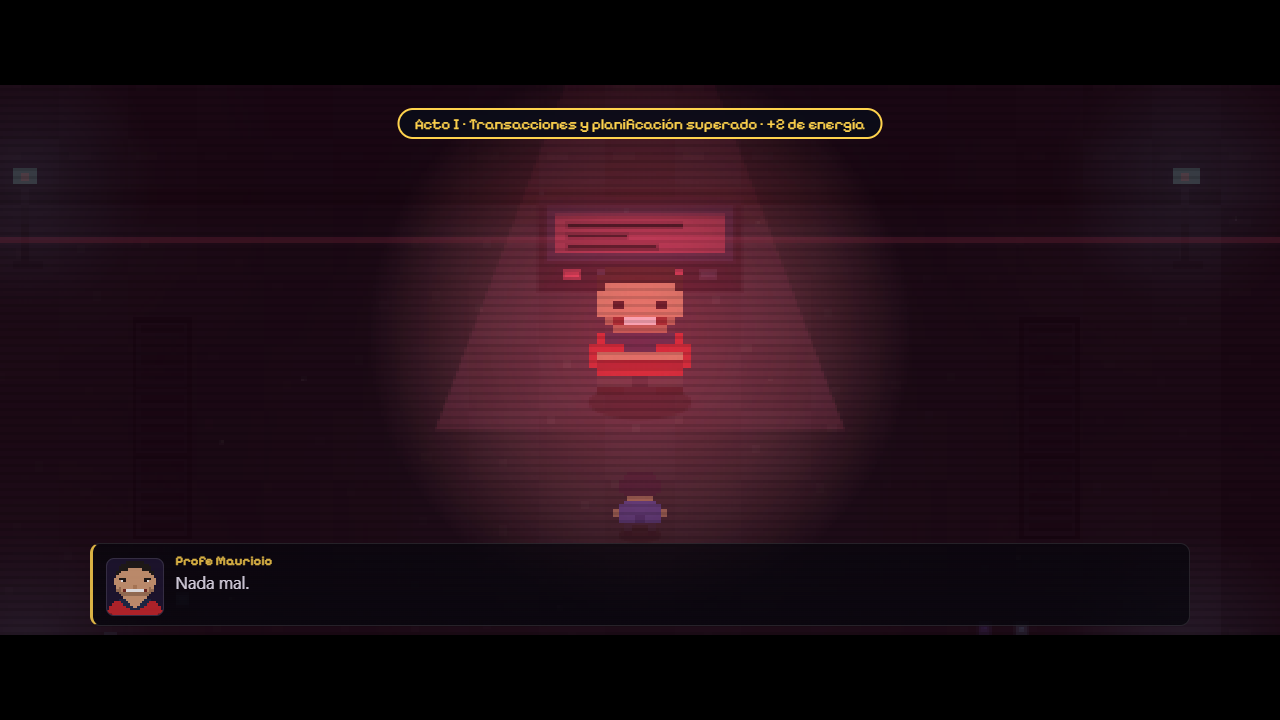 Acto I · Transacciones y planificación superado · +2 de energía
Profe Mauricio
Nada mal.